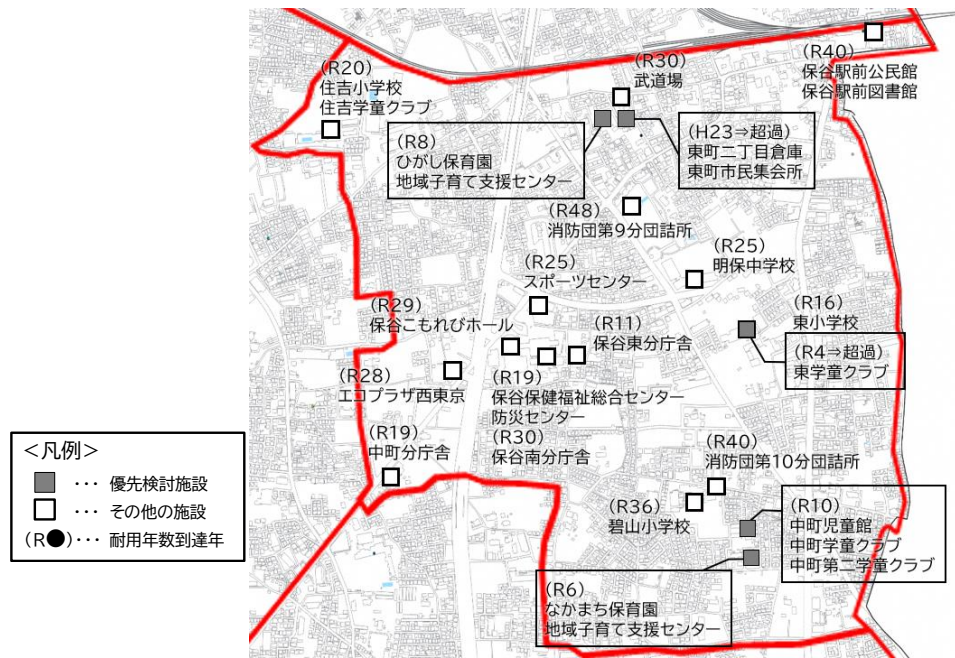 (R40)
保谷駅前公民館
保谷駅前図書館
(R30)
武道場
(R20)
住吉小学校
住吉学童クラブ
(R8)
ひがし保育園
地域子育て支援センター
(H23⇒超過)
東町二丁目倉庫
東町市民集会所
(R48)
消防団第9分団詰所
(R25)
明保中学校
(R25)
スポーツセンター
(R29)
保谷こもれびホール
(R11)
保谷東分庁舎
(R16)
東小学校
(R4⇒超過)
東学童クラブ
(R28)
エコプラザ西東京
(R19)
保谷保健福祉総合センター
防災センター
(R30)
保谷南分庁舎
(R19)
中町分庁舎
(R40)
消防団第10分団詰所
(R36)
碧山小学校
(R10)
中町児童館
中町学童クラブ
中町第二学童クラブ
(R6)
なかまち保育園
地域子育て支援センター
<凡例>
･･･ 優先検討施設
･･･ その他の施設
(R●)･･･ 耐用年数到達年